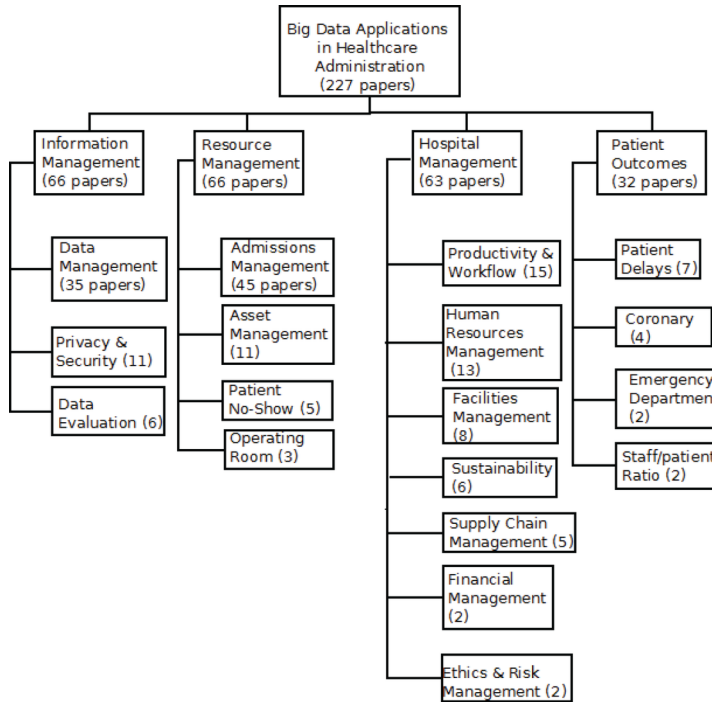 Big Data Applications
in Healthcare
Administration
(227 papers)
Information
Management
(66 papers)
Data
Management
(35 papers)
Privacy &
Security (11)
Data
Evaluation (6)
Resource
Management
(66 papers)
Admissions
Management
(45 papers)
Asset
Management
(11)
Patient
No-Show (5)
Operating
Room (3)
Hospital
Management
(63 papers)
Productivity &
Workflow (15)
Human
Resources
Management
(13)
Facilities
Management
(8)
Sustainability
(6)
Supply Chain
Management (5)
Financial
Management
(2)
Ethics & Risk
Management (2)
Patient
Outcomes
(32 papers)
Patient
Delays (7)
Coronary
(4)
Emergency
Department
(2)
Staff/patient
Ratio (2)